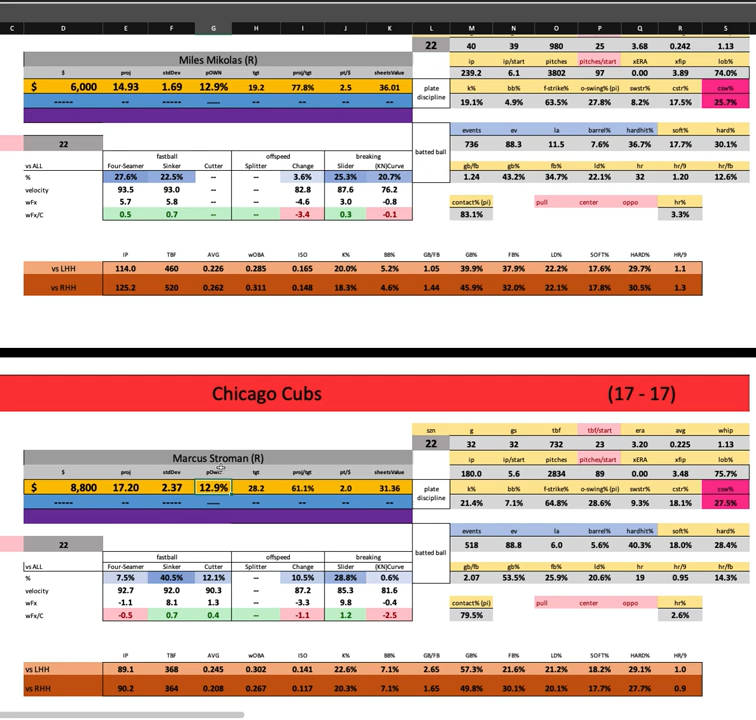 C D E F G H I J K L M N O P Q R S
22 40 39 980 25 3.68 0.242 1.13
Miles Mikolas (R) ip ip/start pitches pitches/start xERA xfip lob%
239.2 6.1 3802 97 0.00 3.89 74.0%
$ proj stdDev pOWN tgt proj/tgt pt/$ sheetsValue
$ 6,000 14.93 1.69 12.9% 19.2 77.8% 2.5 36.01
plate discipline k% bb% f-strike% o-swing% (pi) swstr% cstr% csw%
----- -- -- ---- -- -- -- -- 19.1% 4.9% 63.5% 27.8% 8.2% 17.5% 25.7%
events ev la barrel% hardhit% soft% hard%
22 batted ball 736 88.3 11.5 7.6% 36.7% 17.7% 30.1%
fastball offspeed breaking
vs ALL Four-Seamer Sinker Cutter Splitter Change Slider (KN)Curve gb/fb gb% fb% ld% hr hr/9 hr/fb
% 27.6% 22.5% -- -- 3.6% 25.3% 20.7% 1.24 43.2% 34.7% 22.1% 32 1.20 12.6%
velocity 93.5 93.0 -- -- 82.8 87.6 76.2
wFx 5.7 5.8 -- -- -4.6 3.0 -0.8 contact% (pi) pull center oppo hr%
wFx/C 0.5 0.7 -- -- -3.4 0.3 -0.1 83.1% 3.3%
IP TBF AVG wOBA ISO K% BB% GB/FB GB% FB% LD% SOFT% HARD% HR/9
vs LHH 114.0 460 0.226 0.285 0.165 20.0% 5.2% 1.05 39.9% 37.9% 22.2% 17.6% 29.7% 1.1
vs RHH 125.2 520 0.262 0.311 0.148 18.3% 4.6% 1.44 45.9% 32.0% 22.1% 17.8% 30.5% 1.3
Chicago Cubs (17 - 17)
szn g gs tbf tbf/start era avg whip
22 32 32 732 23 3.20 0.225 1.13
Marcus Stroman (R) ip ip/start pitches pitches/start xERA xfip lob%
$ proj stdDev pOWN tgt proj/tgt pt/$ sheetsValue 180.0 5.6 2834 89 0.00 3.48 75.7%
$ 8,800 17.20 2.37 12.9% 28.2 61.1% 2.0 31.36
plate discipline k% bb% f-strike% o-swing% (pi) swstr% cstr% csw%
----- -- -- ---- -- -- -- -- 21.4% 7.1% 64.8% 28.6% 9.3% 18.1% 27.5%
events ev la barrel% hardhit% soft% hard%
22 batted ball 518 88.8 6.0 5.6% 40.3% 18.0% 28.4%
fastball offspeed breaking
vs ALL Four-Seamer Sinker Cutter Splitter Change Slider (KN)Curve gb/fb gb% fb% ld% hr hr/9 hr/fb
% 7.5% 40.5% 12.1% -- 10.5% 28.8% 0.6% 2.07 53.5% 25.9% 20.6% 19 0.95 14.3%
velocity 92.7 92.0 90.3 -- 87.2 85.3 81.6
wFx -1.1 8.1 1.3 -- -3.3 9.8 -0.4 contact% (pi) pull center oppo hr%
wFx/C -0.5 0.7 0.4 -- -1.1 1.2 -2.5 79.5% 2.6%
IP TBF AVG wOBA ISO K% BB% GB/FB GB% FB% LD% SOFT% HARD% HR/9
vs LHH 89.1 368 0.245 0.302 0.141 22.6% 7.1% 2.65 57.3% 21.6% 21.2% 18.2% 29.1% 1.0
vs RHH 90.2 364 0.208 0.267 0.117 20.3% 7.1% 1.65 49.8% 30.1% 20.1% 17.7% 27.7% 0.9